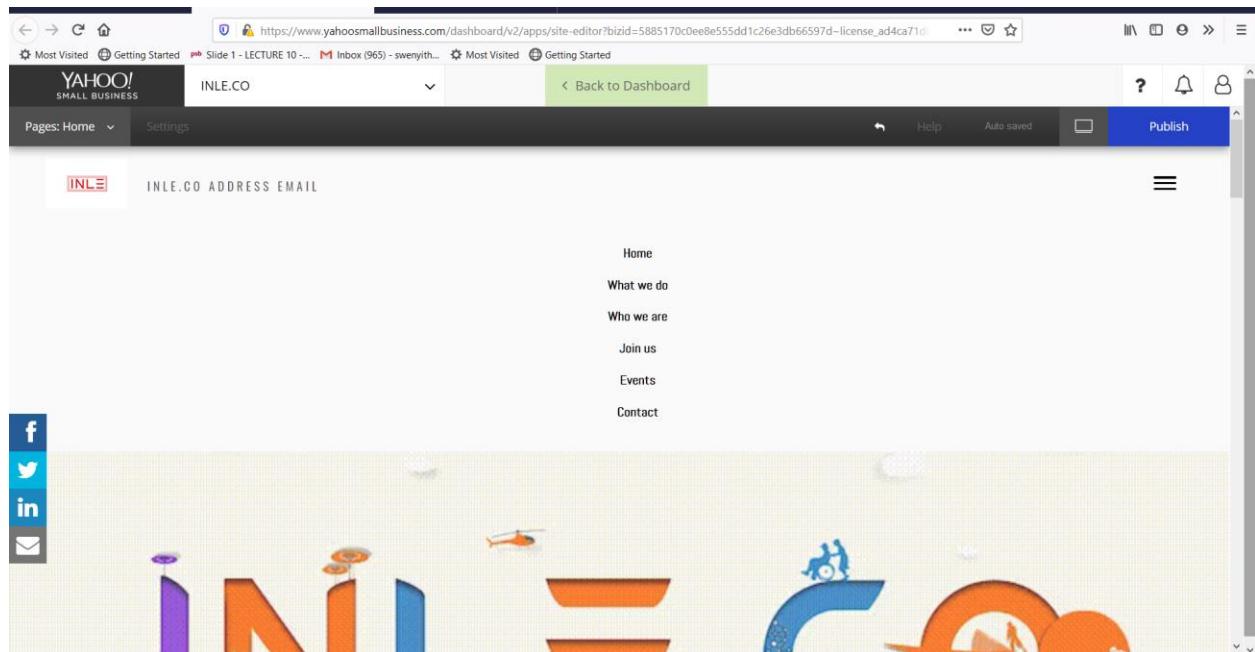 https://www.yahoosmallbusiness.com/dashboard/v2/apps/site-editor?bizid=5885170c0ee8e555dd1c26e3db66597d~license_ad4ca71d
Most Visited Getting Started Slide 1 - LECTURE 10 -... Inbox (965) - swenyith... Most Visited Getting Started
YAHOO! SMALL BUSINESS INLE.CO < Back to Dashboard ?
Pages: Home Settings Help Auto saved Publish
INLE INLE.CO ADDRESS EMAIL
Home
What we do
Who we are
Join us
Events
Contact
f
in
INLECO